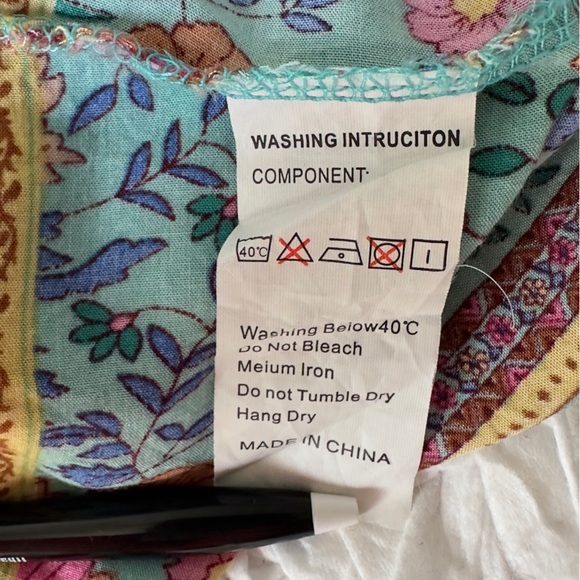 WASHING INTRUCITON
COMPONENT:
40℃
Washing Below40℃
Do Not Bleach
Meium Iron
Do not Tumble Dry
Hang Dry
MADE IN CHINA